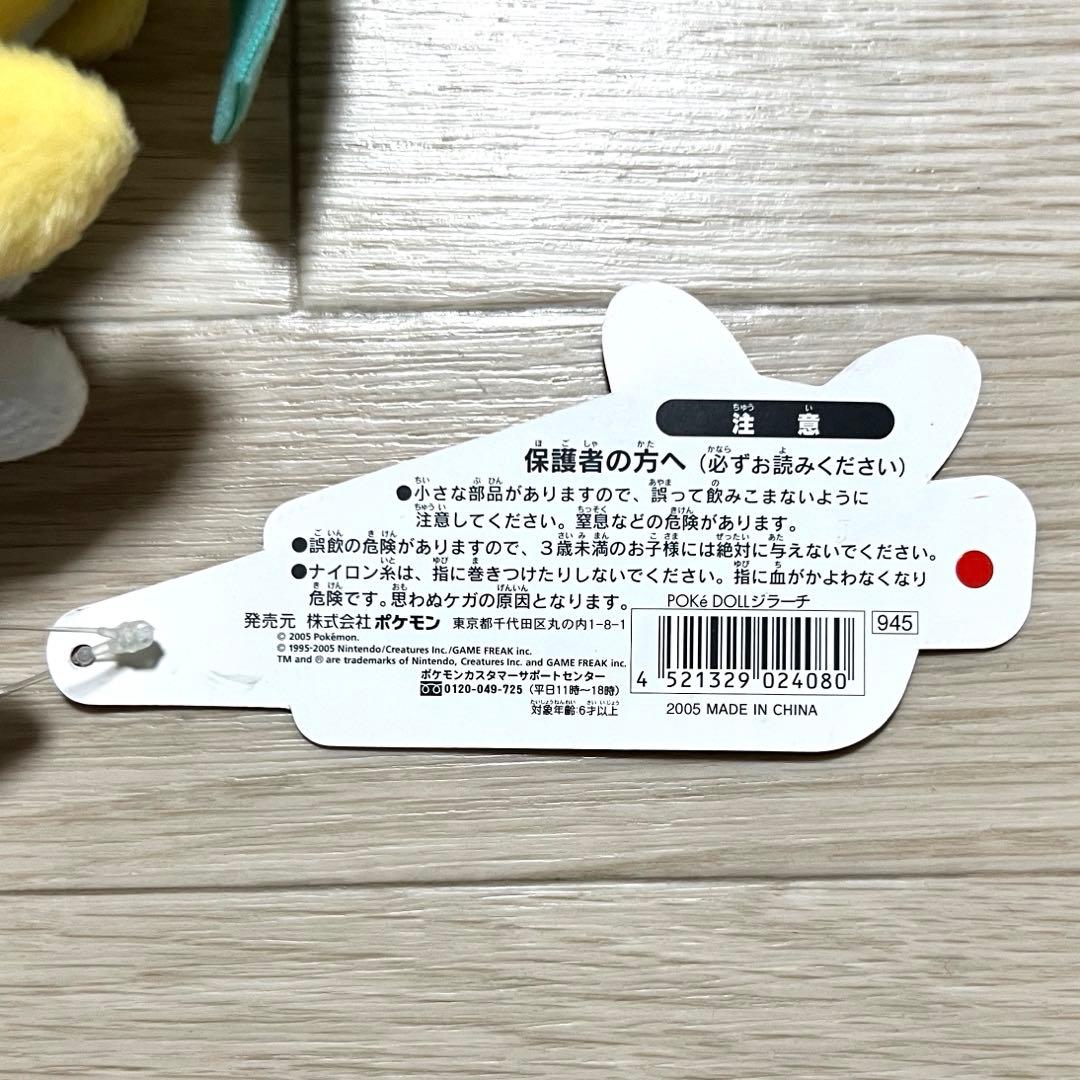 注意
保護者の方へ（必ずお読みください）
●小さな部品がありますので、誤って飲みこまないように
注意してください。窒息などの危険があります。
●誤飲の危険がありますので、3歳未満のお子様には絶対に与えないでください。
●ナイロン糸は、指に巻きつけたりしないでください。指に血がかよわなくなり
危険です。思わぬケガの原因となります。
POKé DOLLジラーチ
945
発売元 株式会社ポケモン 東京都千代田区丸の内1-8-1
© 2005 Pokémon.
© 1995-2005 Nintendo/Creatures Inc./GAME FREAK inc.
TM and ® are trademarks of Nintendo, Creatures Inc. and GAME FREAK inc.
ポケモンカスタマーサポートセンター
0120-049-725（平日11時～18時）
対象年齢:6才以上
4 521329 024080
2005 MADE IN CHINA